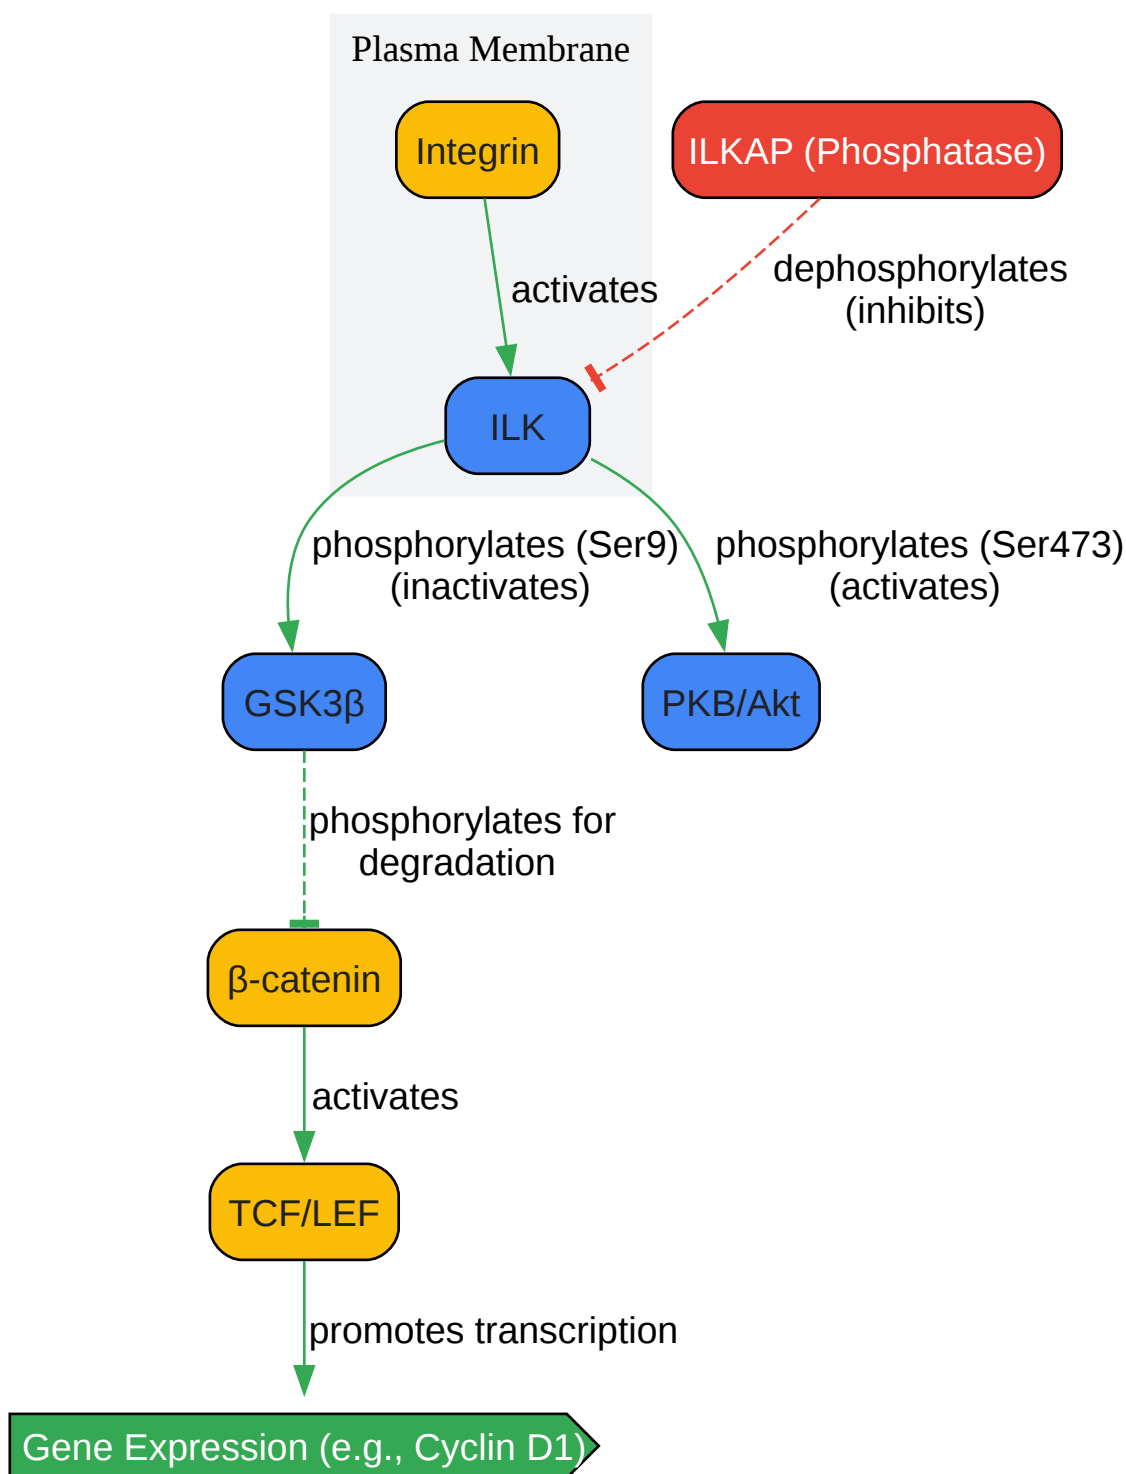 Plasma Membrane
Integrin
ILKAP (Phosphatase)
activates
dephosphorylates
(inhibits)
ILK
phosphorylates (Ser9)
(inactivates)
phosphorylates (Ser473)
(activates)
GSK3β
PKB/Akt
phosphorylates for
degradation
β-catenin
activates
TCF/LEF
promotes transcription
Gene Expression (e.g., Cyclin D1)